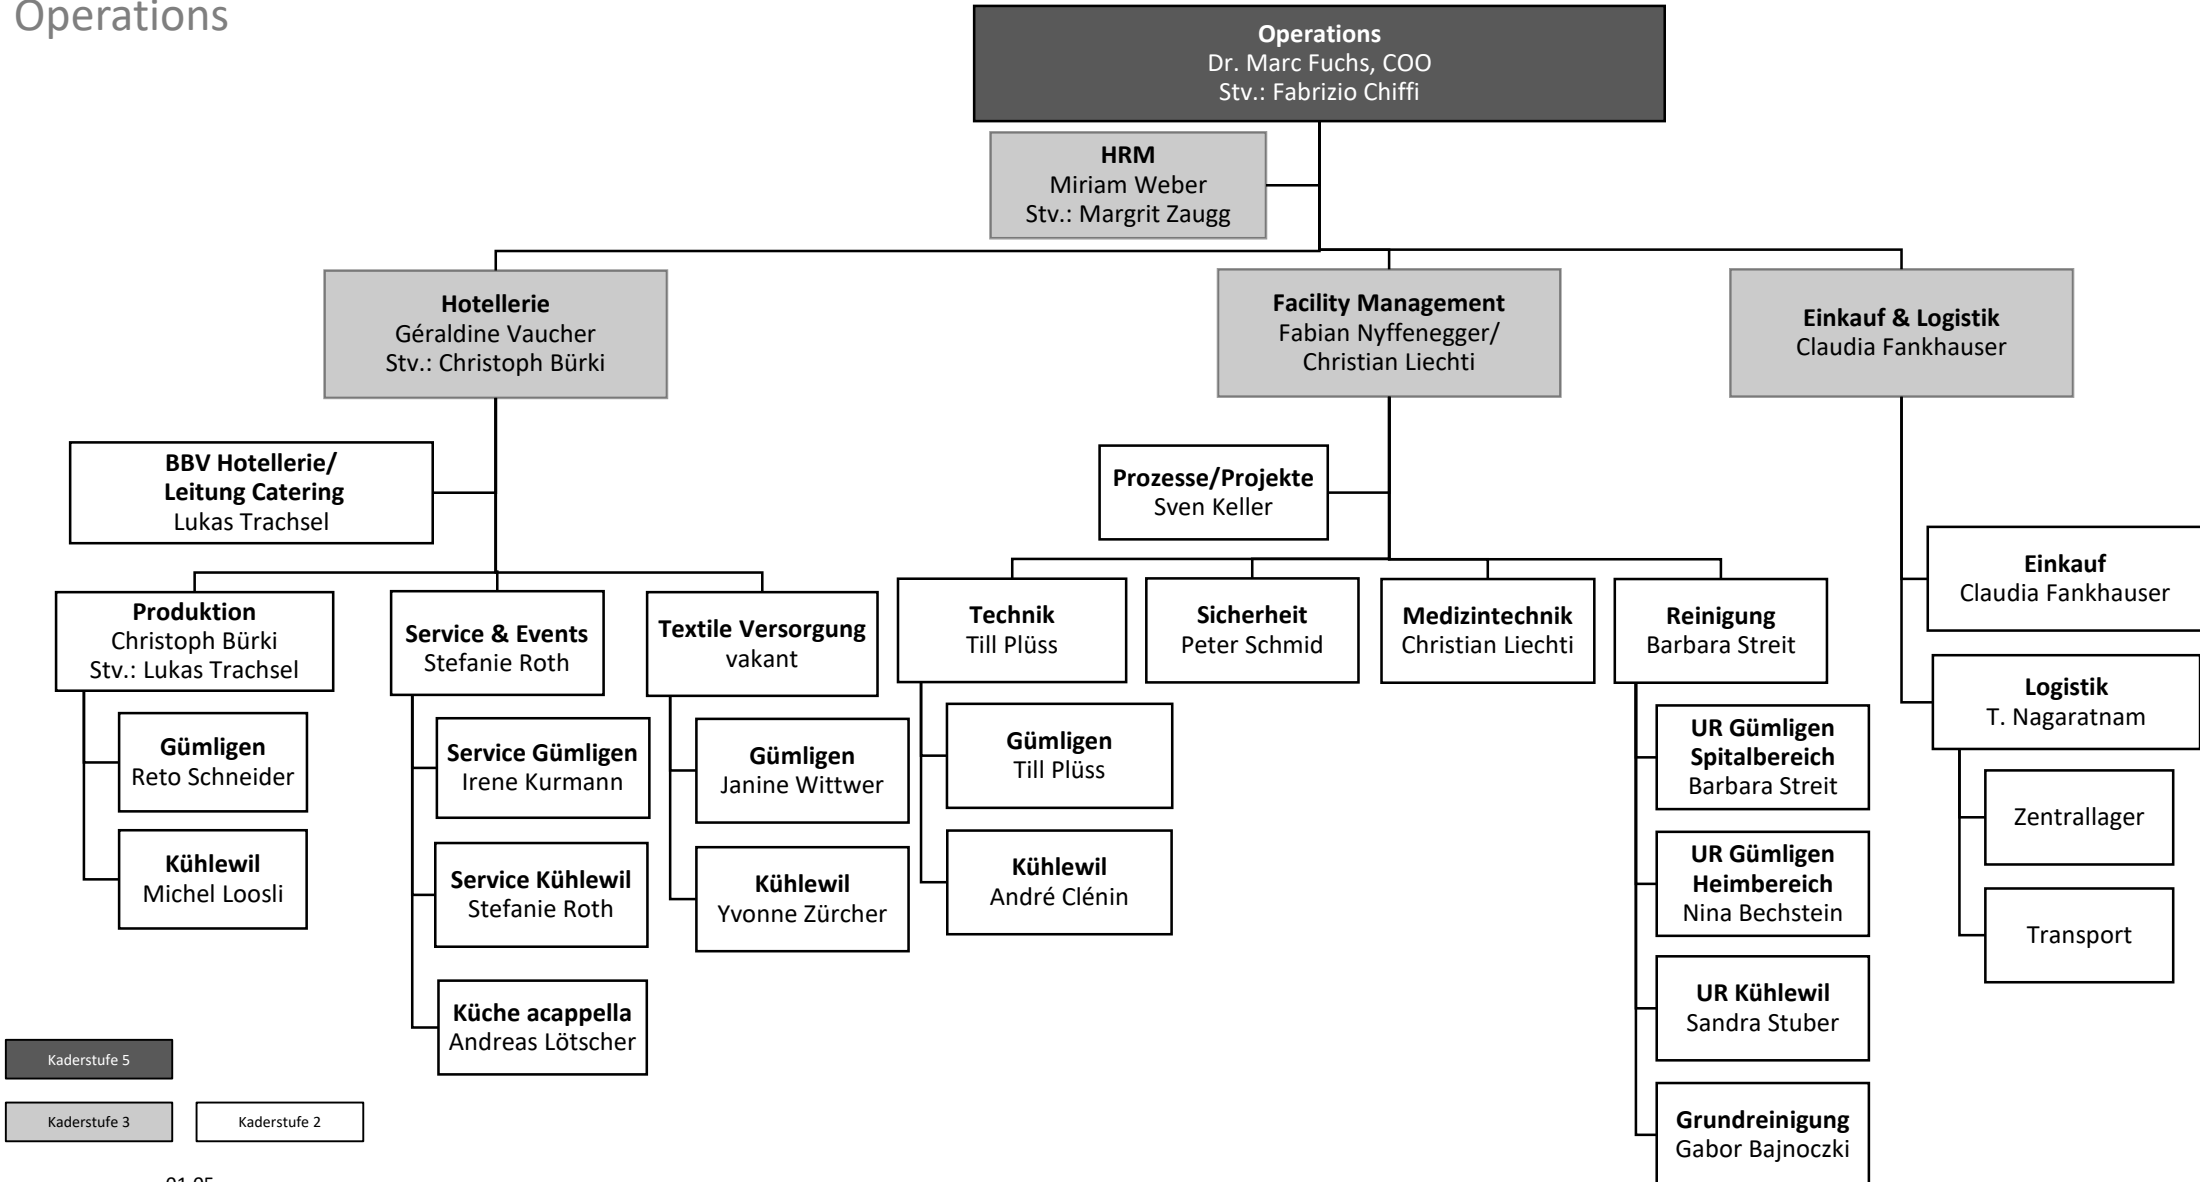 Operations
Operations
Dr. Marc Fuchs, COO
Stv.: Fabrizio Chiffi
HRM
Miriam Weber
Stv.: Margrit Zaugg
Hotellerie
Géraldine Vaucher
Stv.: Christoph Bürki
Facility Management
Fabian Nyffenegger/
Christian Liechti
Einkauf & Logistik
Claudia Fankhauser
BBV Hotellerie/
Leitung Catering
Lukas Trachsel
Prozesse/Projekte
Sven Keller
Produktion
Christoph Bürki
Stv.: Lukas Trachsel
Gümligen
Reto Schneider
Kühlewil
Michel Loosli
Service & Events
Stefanie Roth
Service Gümligen
Irene Kurmann
Service Kühlewil
Stefanie Roth
Küche acappella
Andreas Lötscher
Textile Versorgung
vakant
Gümligen
Janine Wittwer
Kühlewil
Yvonne Zürcher
Technik
Till Plüss
Gümligen
Till Plüss
Kühlewil
André Clénin
Sicherheit
Peter Schmid
Medizintechnik
Christian Liechti
Reinigung
Barbara Streit
UR Gümligen
Spitalbereich
Barbara Streit
UR Gümligen
Heimbereich
Nina Bechstein
UR Kühlewil
Sandra Stuber
Grundreinigung
Gabor Bajnoczki
Einkauf
Claudia Fankhauser
Logistik
T. Nagaratnam
Zentrallager
Transport
Kaderstufe 5
Kaderstufe 3
Kaderstufe 2